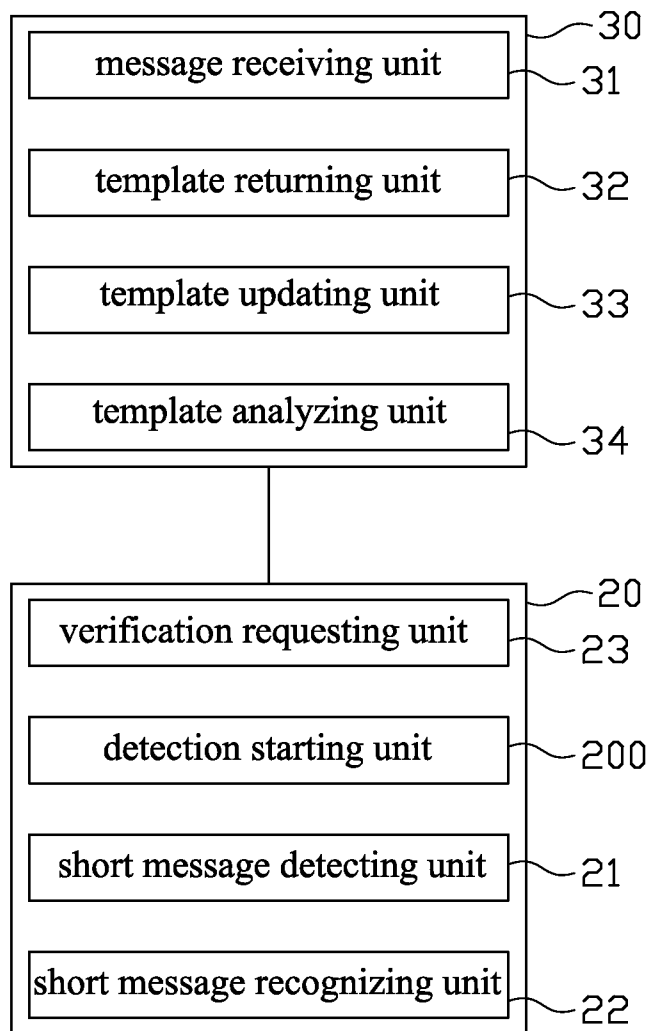 30
message receiving unit
31
template returning unit
32
template updating unit
33
template analyzing unit
34
20
verification requesting unit
23
detection starting unit
200
short message detecting unit
21
short message recognizing unit
22